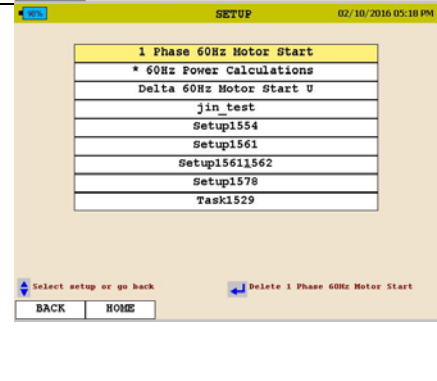 90%
SETUP
02/10/2016 05:18 PM
1 Phase 60Hz Motor Start
* 60Hz Power Calculations
Delta 60Hz Motor Start U
jin_test
Setup1554
Setup1561
Setup15611562
Setup1578
Task1529
Select setup or go back
Delete 1 Phase 60Hz Motor Start
BACK
HOME